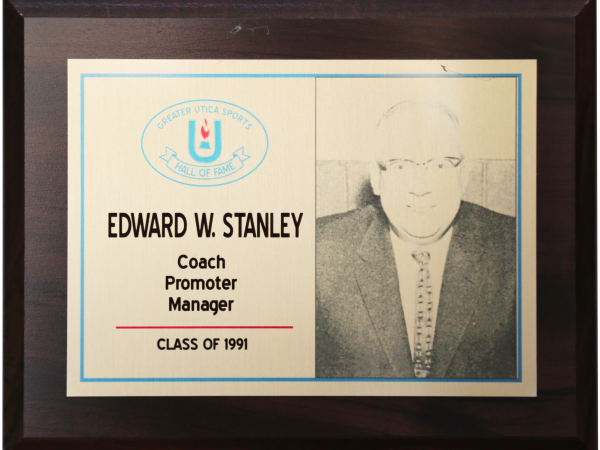 GREATER UTICA SPORTS
U
HALL OF FAME
EDWARD W. STANLEY
Coach
Promoter
Manager
CLASS OF 1991